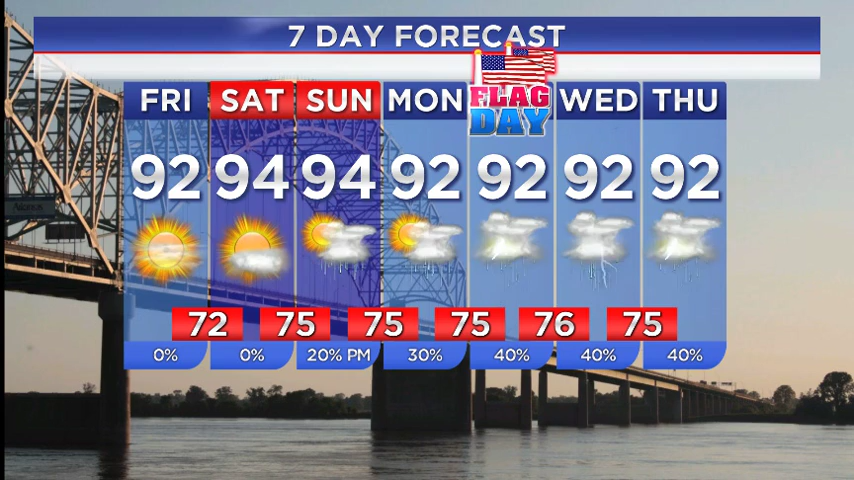 7 DAY FORECAST
FRI SAT SUN MON FLAG DAY WED THU
92 94 94 92 92 92 92
72 75 75 75 76 75
0% 0% 20% PM 30% 40% 40% 40%